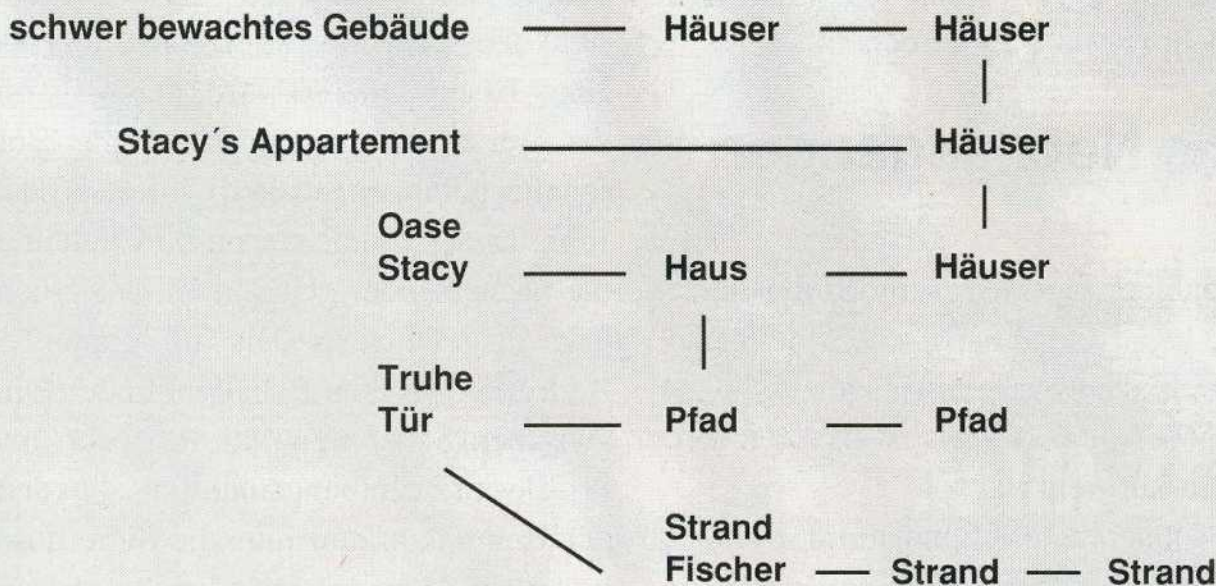 schwer bewachtes Gebäude Häuser Häuser
Stacy´s Appartement Häuser
Oase
Stacy Haus Häuser
Truhe
Tür Pfad Pfad
Strand
Fischer Strand Strand